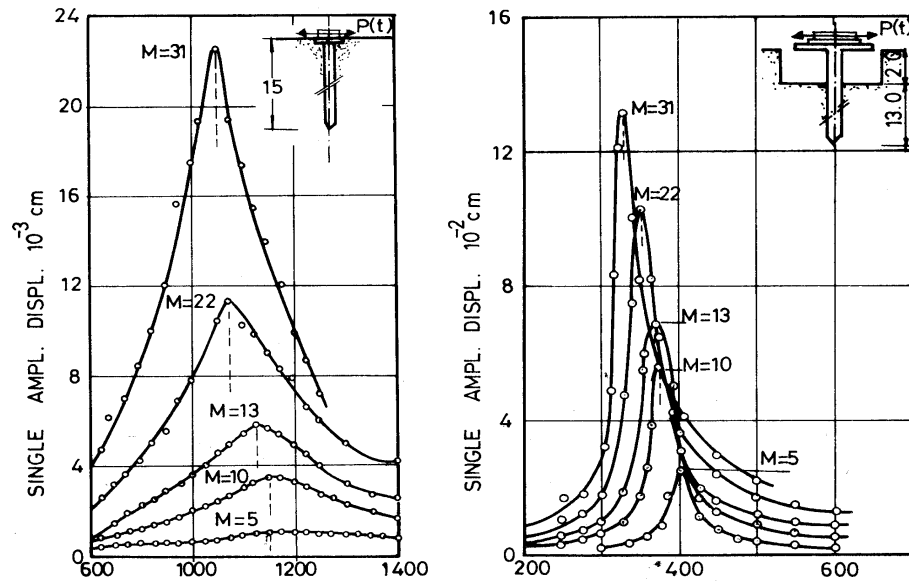 24
20
16
12
8
4
0
SINGLE AMPL. DISPL. 10⁻³ cm
M=31
M=22
M=13
M=10
M=5
P(t)
15
600 1000 1200 1400
16
12
8
4
0
SINGLE AMPL. DISPL. 10⁻² cm
M=31
M=22
M=13
M=10
M=5
P(t)
2.0
13.0
200 400 600